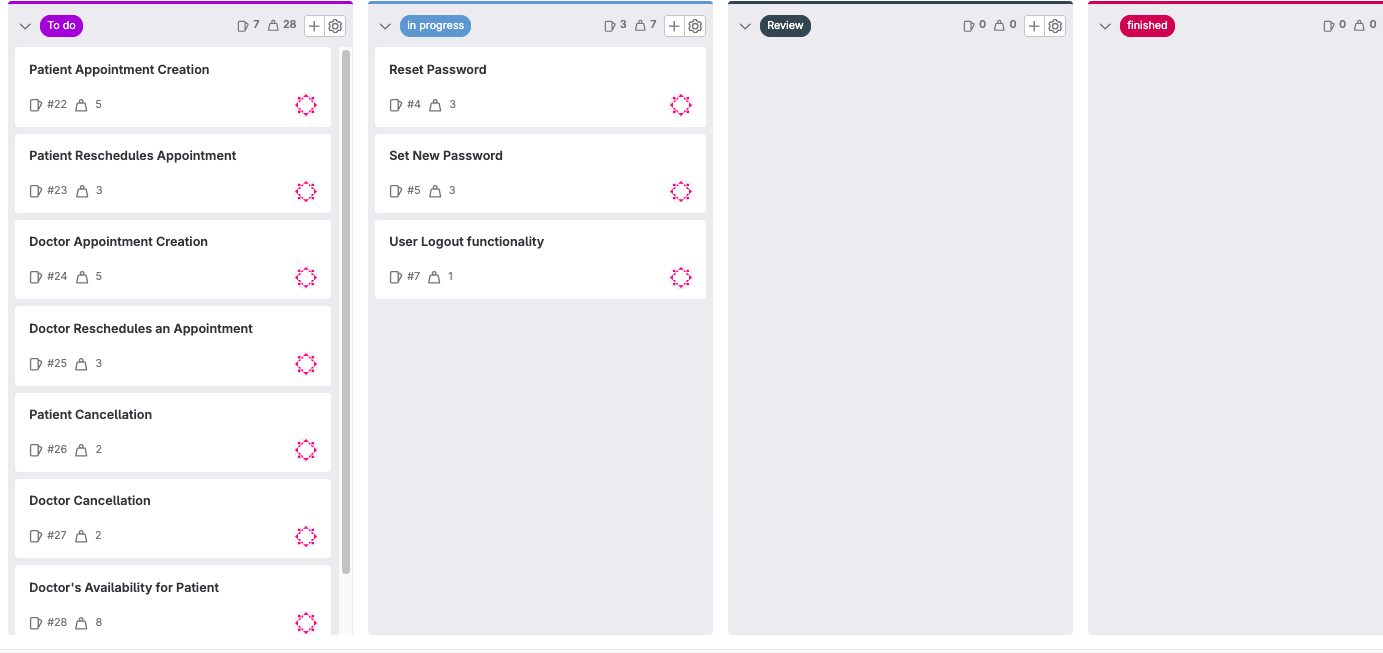 To do 7 28
Patient Appointment Creation
#22 5
Patient Reschedules Appointment
#23 3
Doctor Appointment Creation
#24 5
Doctor Reschedules an Appointment
#25 3
Patient Cancellation
#26 2
Doctor Cancellation
#27 2
Doctor's Availability for Patient
#28 8
in progress 3 7
Reset Password
#4 3
Set New Password
#5 3
User Logout functionality
#7 1
Review 0 0
finished 0 0